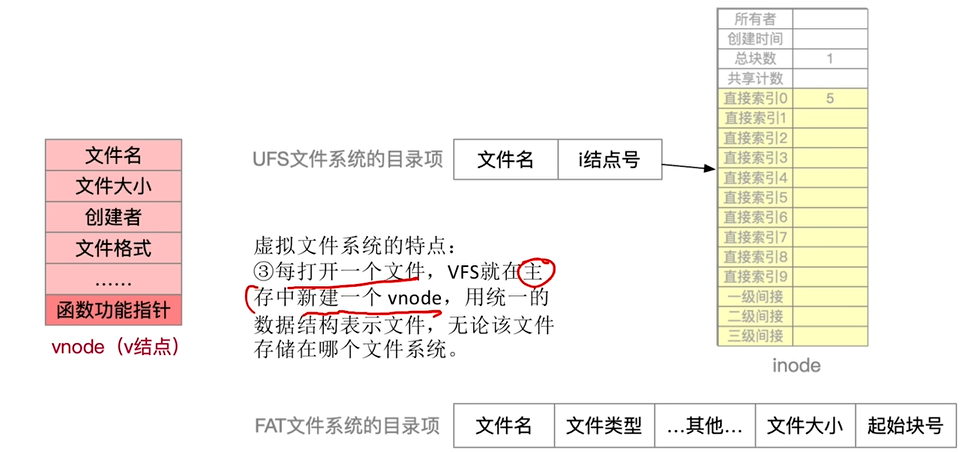 文件名
文件大小
创建者
文件格式
……
函数功能指针
vnode（v结点）
UFS文件系统的目录项
文件名 i结点号
虚拟文件系统的特点：
③每打开一个文件，VFS就在主
存中新建一个 vnode，用统一的
数据结构表示文件，无论该文件
存储在哪个文件系统。
所有者
创建时间
总块数 1
共享计数
直接索引0 5
直接索引1
直接索引2
直接索引3
直接索引4
直接索引5
直接索引6
直接索引7
直接索引8
直接索引9
一级间接
二级间接
三级间接
inode
FAT文件系统的目录项
文件名 文件类型 …其他… 文件大小 起始块号